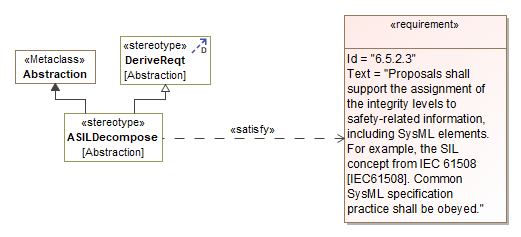 «Metaclass»
Abstraction
«stereotype»
D
DeriveReqt
[Abstraction]
«stereotype»
ASILDecompose
[Abstraction]
«satisfy»
«requirement»
Id = "6.5.2.3"
Text = "Proposals shall
support the assignment of
the integrity levels to
safety-related information,
including SysML elements.
For example, the SIL
concept from IEC 61508
[IEC61508]. Common
SysML specification
practice shall be obeyed."